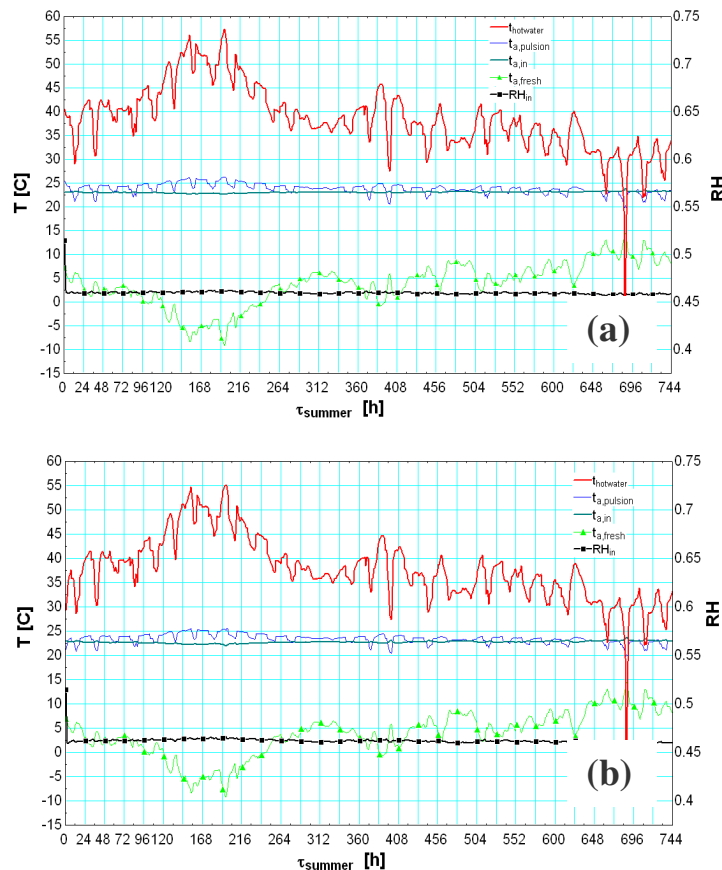 60
55
50
45
40
35
30
25
20
15
10
5
0
-5
-10
-15
T [C]
t_hotwater
t_a,pulsion
t_a,in
t_a,fresh
RH_in
0.75
0.7
0.65
0.6
0.55
0.5
0.45
0.4
RH
(a)
0 24 48 72 96 120 168 216 264 312 360 408 456 504 552 600 648 696 744
τ_summer [h]
60
55
50
45
40
35
30
25
20
15
10
5
0
-5
-10
-15
T [C]
t_hotwater
t_a,pulsion
t_a,in
t_a,fresh
RH_in
0.75
0.7
0.65
0.6
0.55
0.5
0.45
0.4
RH
(b)
0 24 48 72 96 120 168 216 264 312 360 408 456 504 552 600 648 696 744
τ_summer [h]